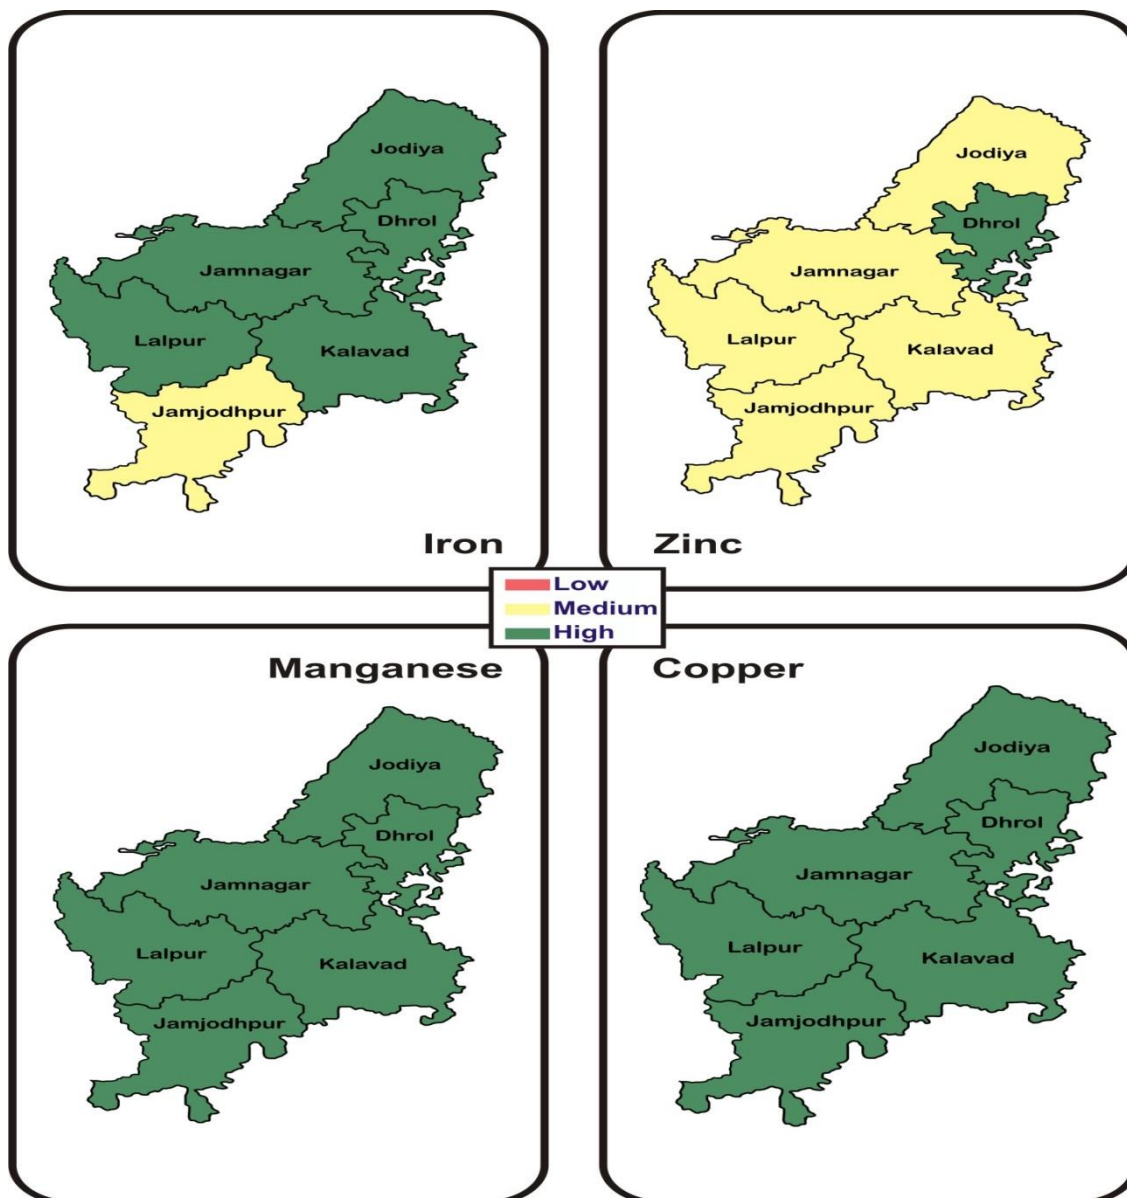 Jodiya
Dhrol
Jamnagar
Lalpur
Kalavad
Jamjodhpur
Iron
Jodiya
Dhrol
Jamnagar
Lalpur
Kalavad
Jamjodhpur
Zinc
Low
Medium
High
Manganese
Jodiya
Dhrol
Jamnagar
Lalpur
Kalavad
Jamjodhpur
Copper
Jodiya
Dhrol
Jamnagar
Lalpur
Kalavad
Jamjodhpur